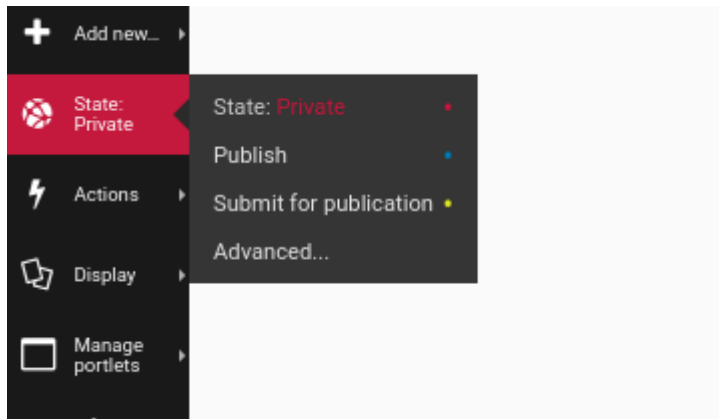 Add new...
State:
Private
Actions
Display
Manage
portlets
State: Private
Publish
Submit for publication
Advanced...